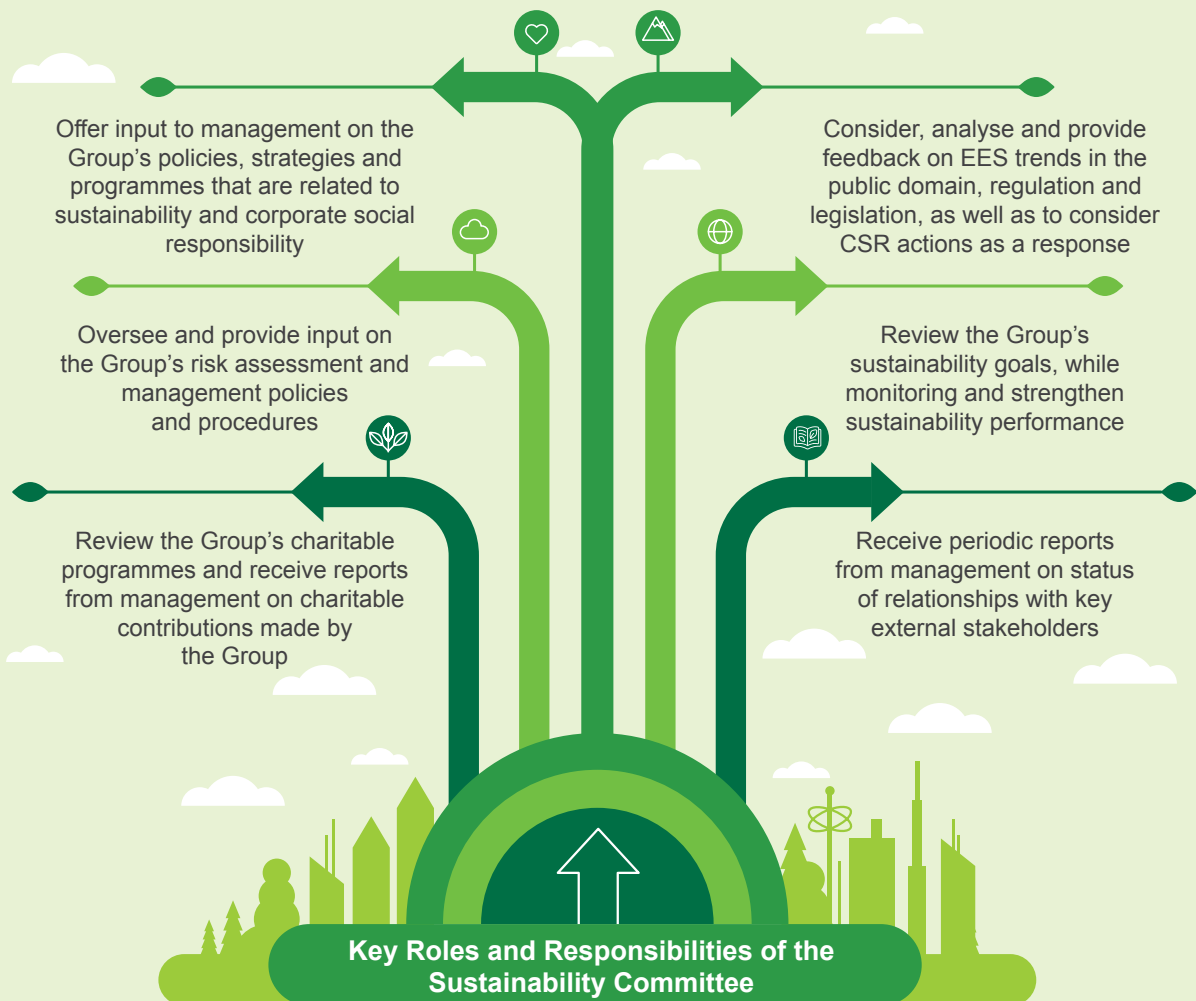 Offer input to management on the
Group's policies, strategies and
programmes that are related to
sustainability and corporate social
responsibility
Consider, analyse and provide
feedback on EES trends in the
public domain, regulation and
legislation, as well as to consider
CSR actions as a response
Oversee and provide input on
the Group's risk assessment and
management policies
and procedures
Review the Group's
sustainability goals, while
monitoring and strengthen
sustainability performance
Review the Group's charitable
programmes and receive reports
from management on charitable
contributions made by
the Group
Receive periodic reports
from management on status
of relationships with key
external stakeholders
Key Roles and Responsibilities of the
Sustainability Committee